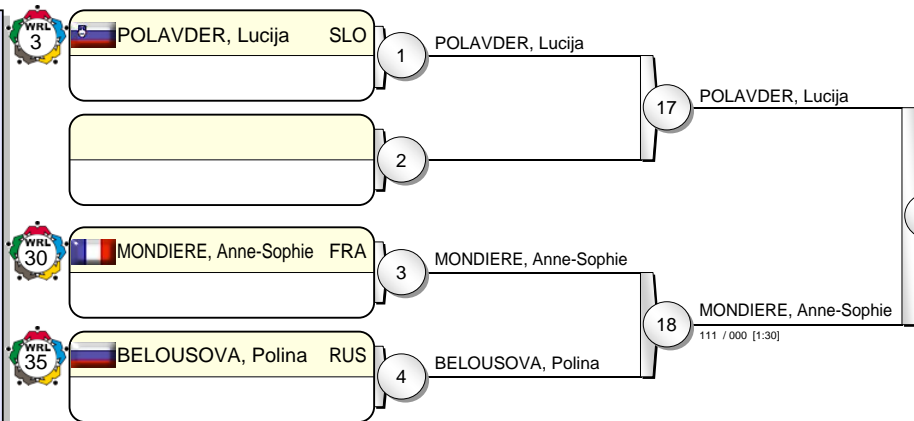 WRL
3
POLAVDER, Lucija SLO
1
POLAVDER, Lucija
17
POLAVDER, Lucija
2
WRL
30
MONDIERE, Anne-Sophie FRA
3
MONDIERE, Anne-Sophie
18
MONDIERE, Anne-Sophie
111 / 000 [1:30]
WRL
35
BELOUSOVA, Polina RUS
4
BELOUSOVA, Polina